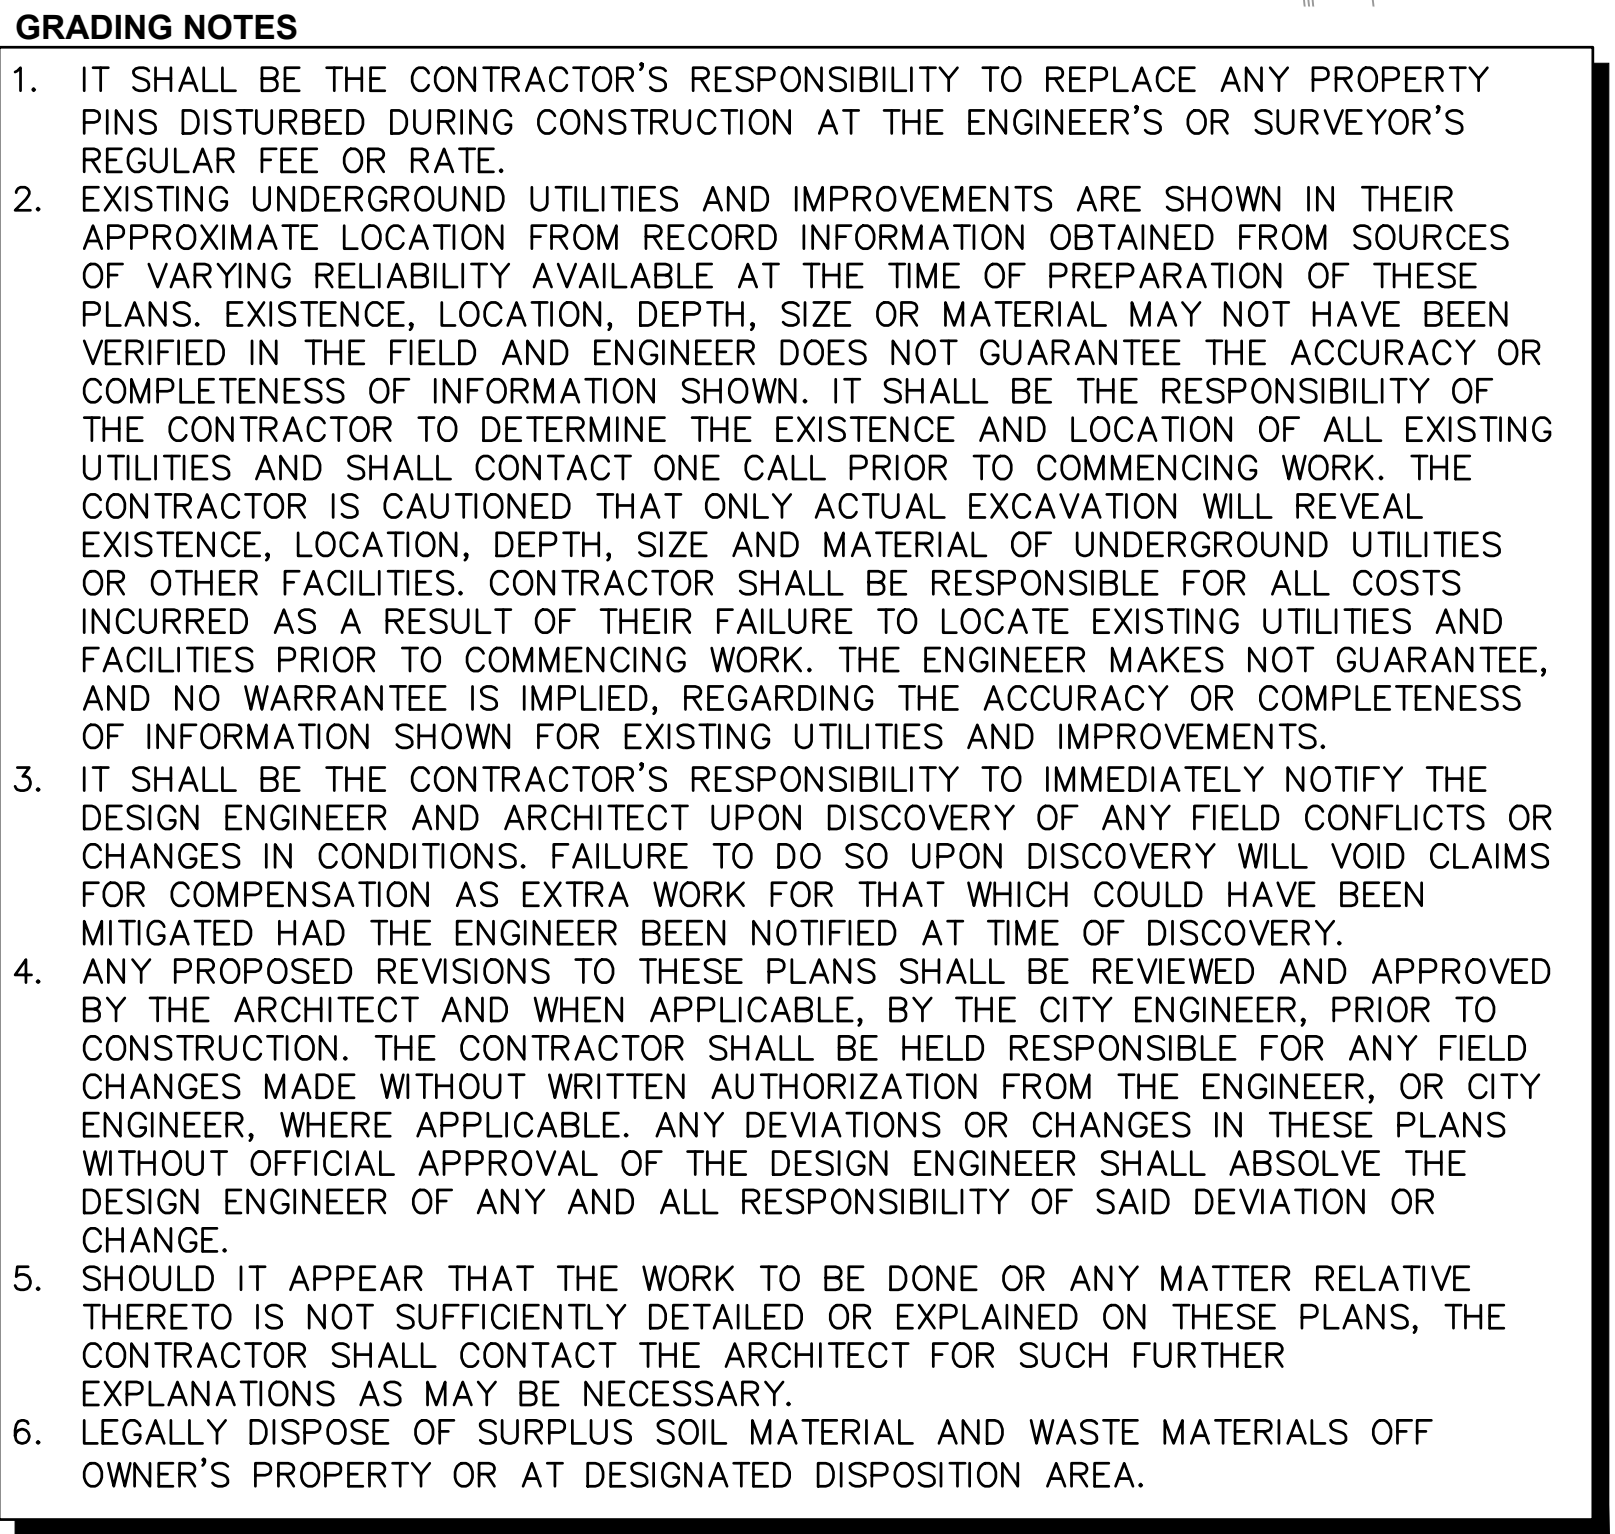 GRADING NOTES
1. IT SHALL BE THE CONTRACTOR'S RESPONSIBILITY TO REPLACE ANY PROPERTY
PINS DISTURBED DURING CONSTRUCTION AT THE ENGINEER'S OR SURVEYOR'S
REGULAR FEE OR RATE.
2. EXISTING UNDERGROUND UTILITIES AND IMPROVEMENTS ARE SHOWN IN THEIR
APPROXIMATE LOCATION FROM RECORD INFORMATION OBTAINED FROM SOURCES
OF VARYING RELIABILITY AVAILABLE AT THE TIME OF PREPARATION OF THESE
PLANS. EXISTENCE, LOCATION, DEPTH, SIZE OR MATERIAL MAY NOT HAVE BEEN
VERIFIED IN THE FIELD AND ENGINEER DOES NOT GUARANTEE THE ACCURACY OR
COMPLETENESS OF INFORMATION SHOWN. IT SHALL BE THE RESPONSIBILITY OF
THE CONTRACTOR TO DETERMINE THE EXISTENCE AND LOCATION OF ALL EXISTING
UTILITIES AND SHALL CONTACT ONE CALL PRIOR TO COMMENCING WORK. THE
CONTRACTOR IS CAUTIONED THAT ONLY ACTUAL EXCAVATION WILL REVEAL
EXISTENCE, LOCATION, DEPTH, SIZE AND MATERIAL OF UNDERGROUND UTILITIES
OR OTHER FACILITIES. CONTRACTOR SHALL BE RESPONSIBLE FOR ALL COSTS
INCURRED AS A RESULT OF THEIR FAILURE TO LOCATE EXISTING UTILITIES AND
FACILITIES PRIOR TO COMMENCING WORK. THE ENGINEER MAKES NOT GUARANTEE,
AND NO WARRANTEE IS IMPLIED, REGARDING THE ACCURACY OR COMPLETENESS
OF INFORMATION SHOWN FOR EXISTING UTILITIES AND IMPROVEMENTS.
3. IT SHALL BE THE CONTRACTOR'S RESPONSIBILITY TO IMMEDIATELY NOTIFY THE
DESIGN ENGINEER AND ARCHITECT UPON DISCOVERY OF ANY FIELD CONFLICTS OR
CHANGES IN CONDITIONS. FAILURE TO DO SO UPON DISCOVERY WILL VOID CLAIMS
FOR COMPENSATION AS EXTRA WORK FOR THAT WHICH COULD HAVE BEEN
MITIGATED HAD THE ENGINEER BEEN NOTIFIED AT TIME OF DISCOVERY.
4. ANY PROPOSED REVISIONS TO THESE PLANS SHALL BE REVIEWED AND APPROVED
BY THE ARCHITECT AND WHEN APPLICABLE, BY THE CITY ENGINEER, PRIOR TO
CONSTRUCTION. THE CONTRACTOR SHALL BE HELD RESPONSIBLE FOR ANY FIELD
CHANGES MADE WITHOUT WRITTEN AUTHORIZATION FROM THE ENGINEER, OR CITY
ENGINEER, WHERE APPLICABLE. ANY DEVIATIONS OR CHANGES IN THESE PLANS
WITHOUT OFFICIAL APPROVAL OF THE DESIGN ENGINEER SHALL ABSOLVE THE
DESIGN ENGINEER OF ANY AND ALL RESPONSIBILITY OF SAID DEVIATION OR
CHANGE.
5. SHOULD IT APPEAR THAT THE WORK TO BE DONE OR ANY MATTER RELATIVE
THERETO IS NOT SUFFICIENTLY DETAILED OR EXPLAINED ON THESE PLANS, THE
CONTRACTOR SHALL CONTACT THE ARCHITECT FOR SUCH FURTHER
EXPLANATIONS AS MAY BE NECESSARY.
6. LEGALLY DISPOSE OF SURPLUS SOIL MATERIAL AND WASTE MATERIALS OFF
OWNER'S PROPERTY OR AT DESIGNATED DISPOSITION AREA.